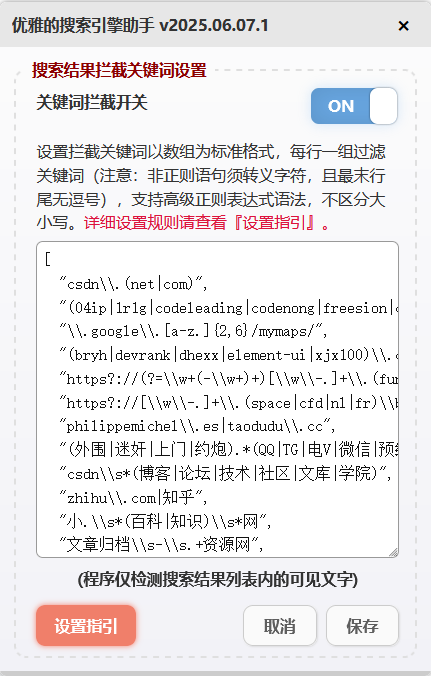 优雅的搜索引擎助手 v2025.06.07.1 ×
搜索结果拦截关键词设置
关键词拦截开关 ON
设置拦截关键词以数组为标准格式，每行一组过滤
关键词（注意：非正则语句须转义字符，且最末行
尾无逗号），支持高级正则表达式语法，不区分大
小写。详细设置规则请查看『设置指引』。
[
"csdn\\.(net|com)",
"(04ip|1r1g|codeleading|codenong|freesion|
"\\.google\\.[a-z.]{2,6}/mymaps/",
"(bryh|devrank|dhexx|element-ui|xjx100)\\.
"https?://(?=\\w+(-\\w+)+)[\\w\\-.]+\\.(fun
"https?://[\\w\\-.]+\\.(space|cfd|nl|fr)\\b
"philippemichel\\.es|taodudu\\.cc",
"(外围|迷奸|上门|约炮).*(QQ|TG|电V|微信|预
"csdn\\s*(博客|论坛|技术|社区|文库|学院)",
"zhihu\\.com|知乎",
"小.\\s*(百科|知识)\\s*网",
"文章归档\\s-\\s.+资源网",
(程序仅检测搜索结果列表内的可见文字)
设置指引 取消 保存